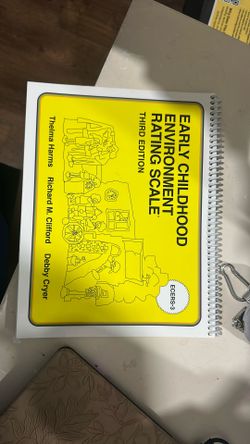 EARLY CHILDHOOD
ENVIRONMENT
RATING SCALE
THIRD EDITION
ECERS-3
Thelma Harms Richard M. Clifford Debby Cryer